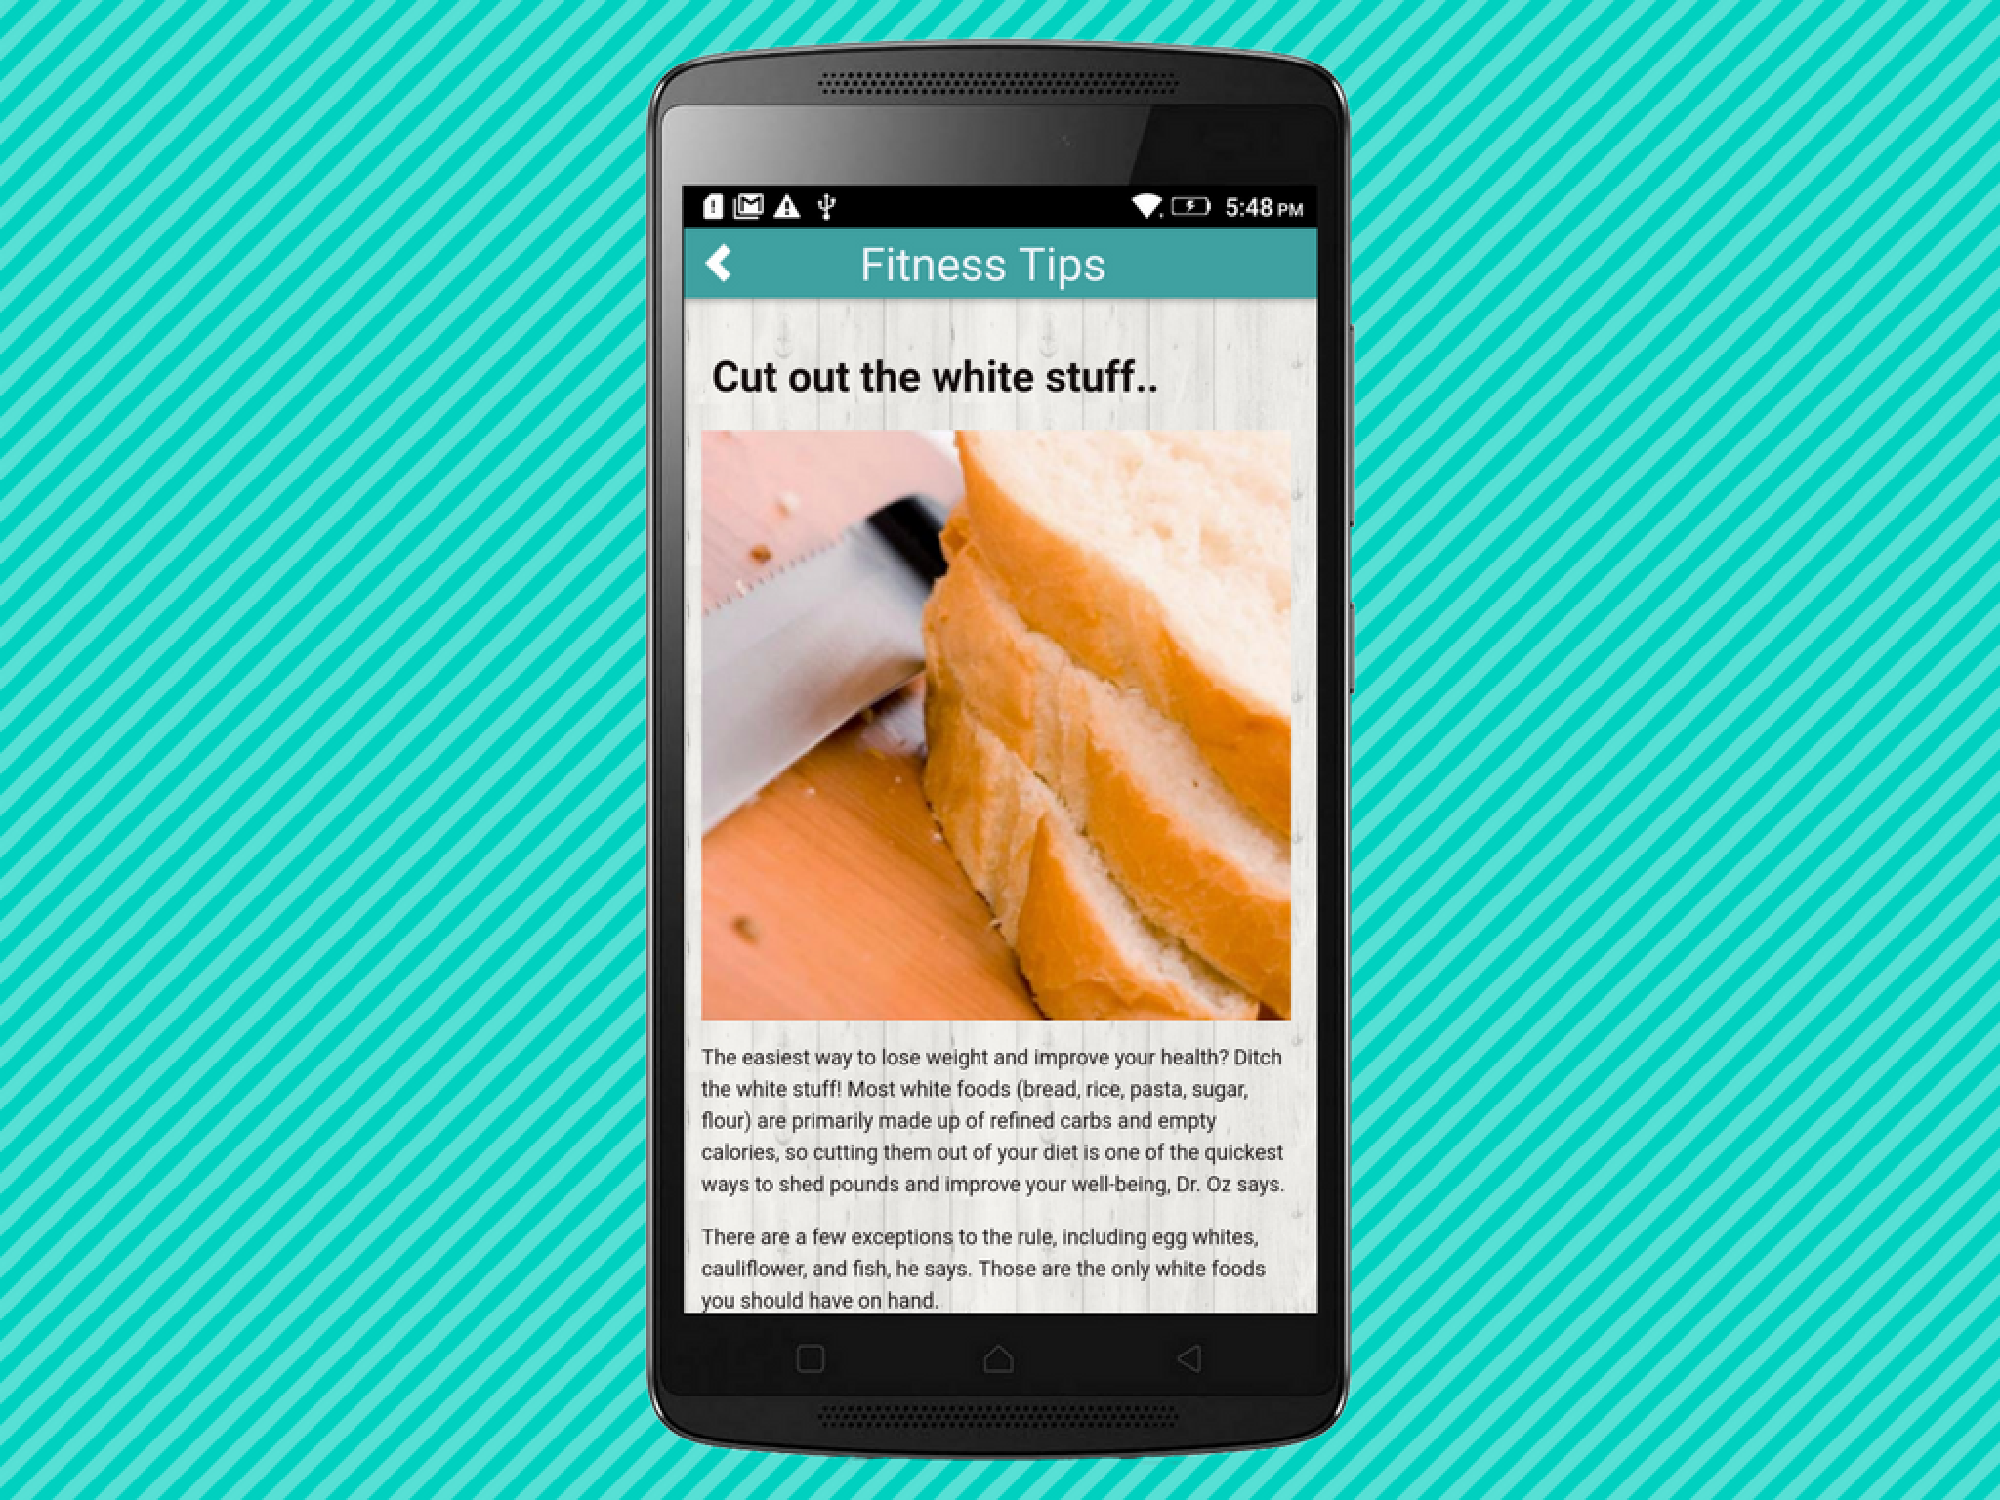 5:48 PM
Fitness Tips
Cut out the white stuff..
The easiest way to lose weight and improve your health? Ditch
the white stuff! Most white foods (bread, rice, pasta, sugar,
flour) are primarily made up of refined carbs and empty
calories, so cutting them out of your diet is one of the quickest
ways to shed pounds and improve your well-being, Dr. Oz says.
There are a few exceptions to the rule, including egg whites,
cauliflower, and fish, he says. Those are the only white foods
you should have on hand.